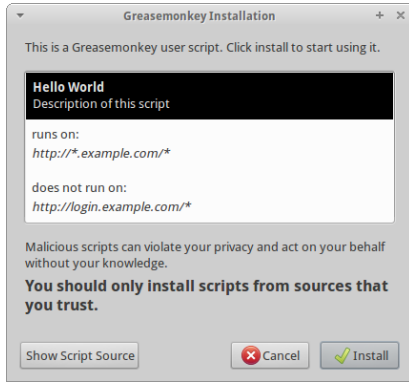 Greasemonkey Installation
This is a Greasemonkey user script. Click install to start using it.
Hello World
Description of this script
runs on:
http://*.example.com/*
does not run on:
http://login.example.com/*
Malicious scripts can violate your privacy and act on your behalf
without your knowledge.
You should only install scripts from sources that
you trust.
Show Script Source
Cancel
Install